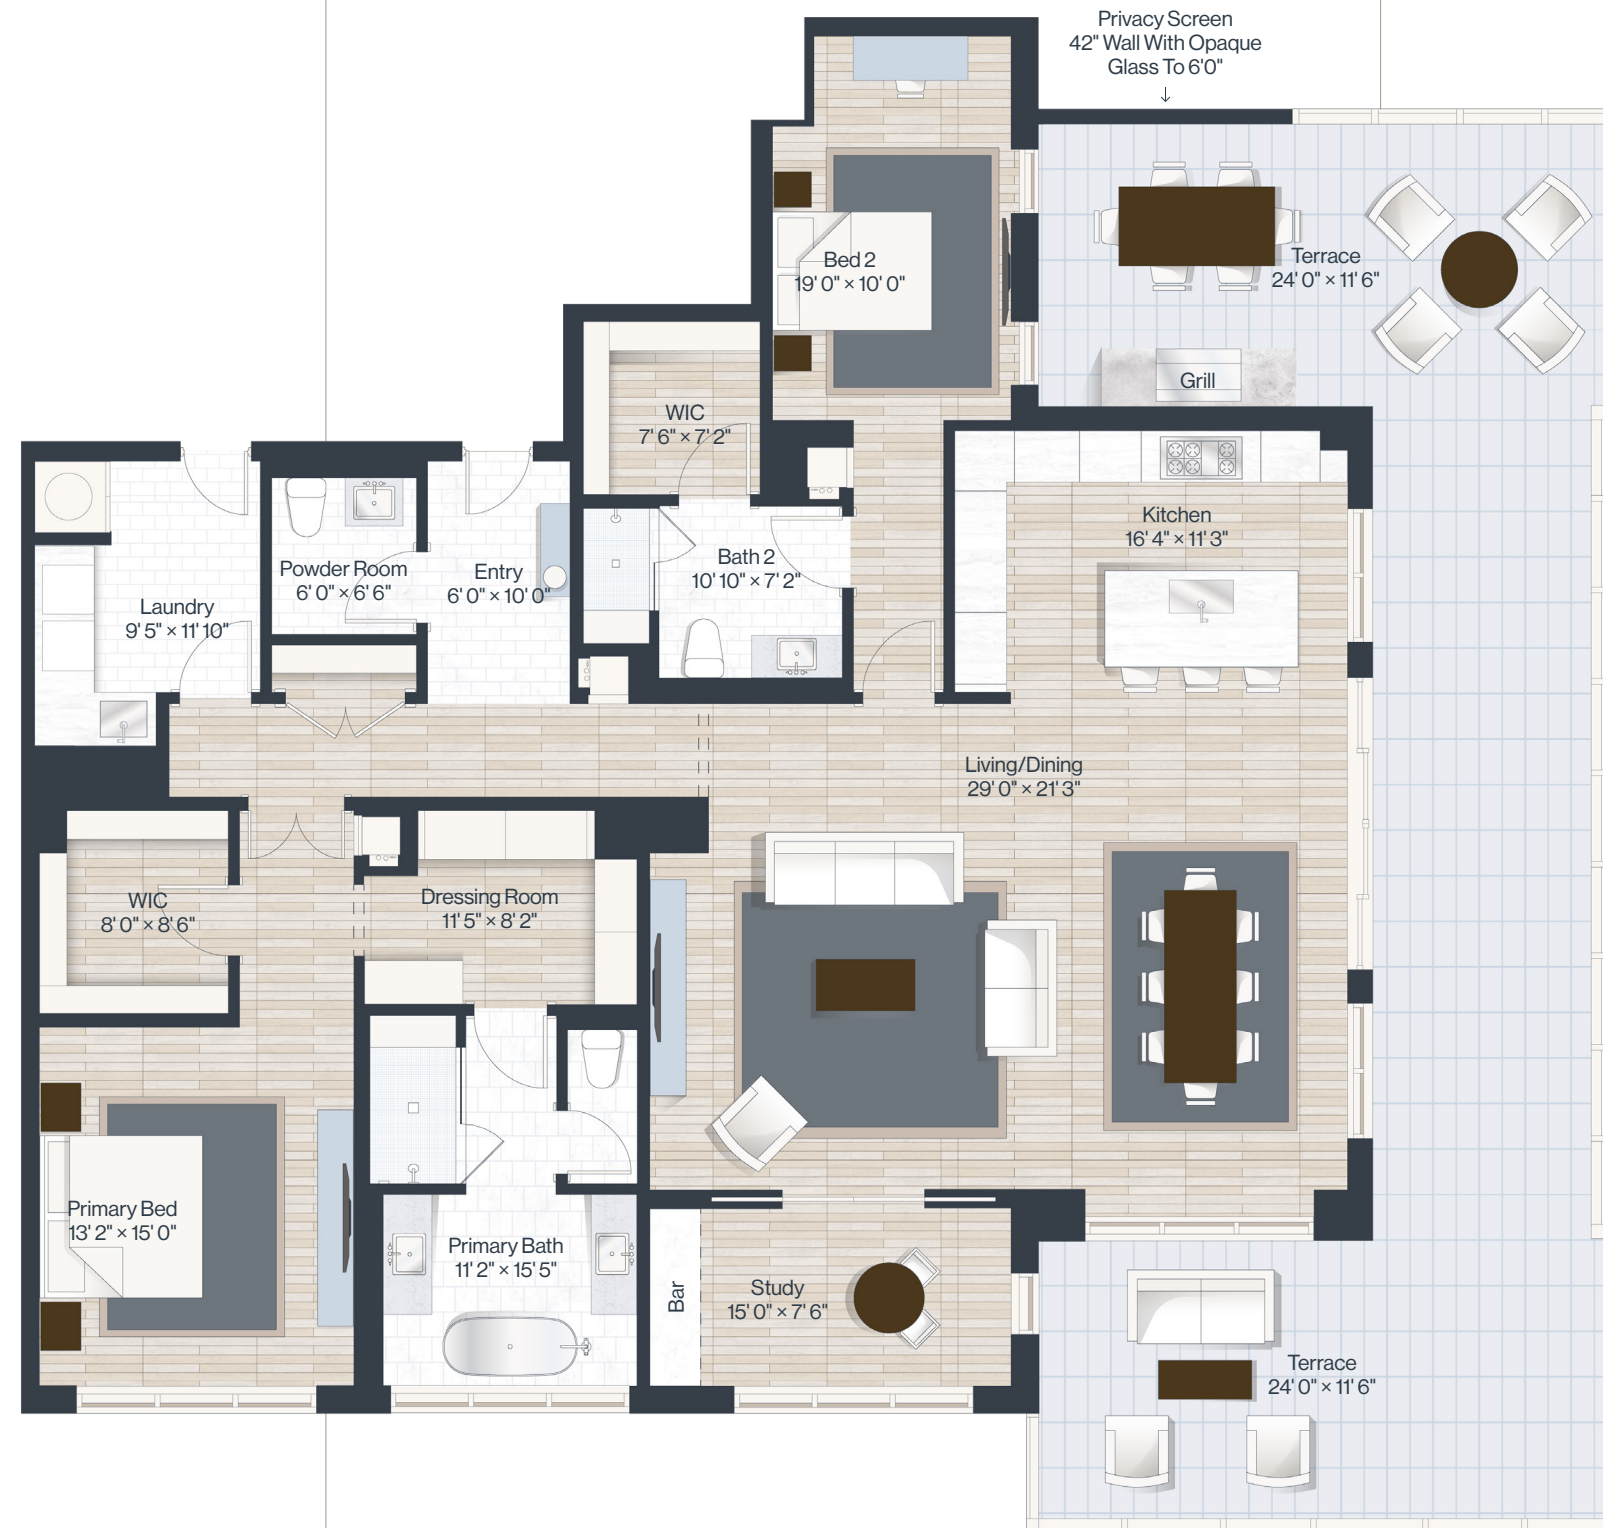 Privacy Screen
42" Wall With Opaque
Glass To 6'0"
Bed 2
19' 0" × 10' 0"
Terrace
24' 0" × 11' 6"
Grill
WIC
7' 6" × 7' 2"
Kitchen
16' 4" × 11' 3"
Powder Room
6' 0" × 6' 6"
Entry
6' 0" × 10' 0"
Bath 2
10' 10" × 7' 2"
Laundry
9' 5" × 11' 10"
Living/Dining
29' 0" × 21' 3"
WIC
8' 0" × 8' 6"
Dressing Room
11' 5" × 8' 2"
Primary Bed
13' 2" × 15' 0"
Primary Bath
11' 2" × 15' 5"
Bar
Study
15' 0" × 7' 6"
Terrace
24' 0" × 11' 6"